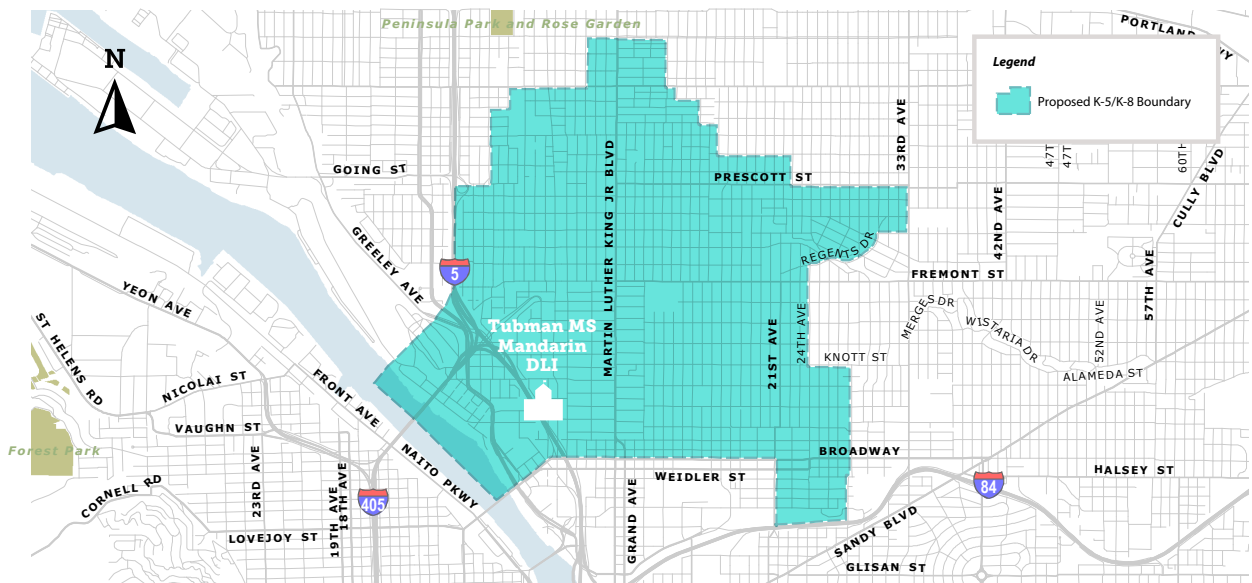 Peninsula Park and Rose Garden
PORTLAND
WY
N
Legend
Proposed K-5/K-8 Boundary
33RD AVE
47T
47T
60TH
MARTIN LUTHER KING JR BLVD
GOING ST
PRESCOTT ST
CULLY BLVD
42ND AVE
GREELEY AVE
REGENTS DR
5
FREMONT ST
57TH AVE
YEON AVE
MERGES DR
24TH AVE
WISTARIA DR
52ND AVE
Tubman MS
Mandarin
DLI
21ST AVE
KNOTT ST
ST HELENS RD
NICOLAI ST
FRONT AVE
ALAMEDA ST
VAUGHN ST
Forest Park
NAITO PKWY
BROADWAY
23RD AVE
WEIDLER ST
HALSEY ST
84
CORNELL RD
19TH AVE
18TH AVE
405
GRAND AVE
SANDY BLVD
LOVEJOY ST
GLISAN ST